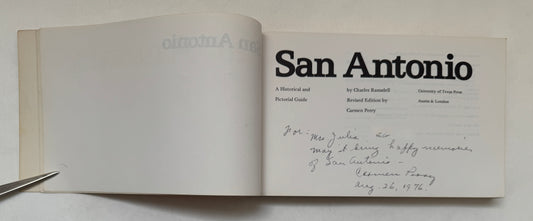 San Antonio
A Historical and
Pictorial Guide
by Charles Ramsdell
Revised Edition by
Carmen Perry
University of Texas Press
Austin & London
For - Mrs. Julia
May it bring happy memories
of San Antonio -
Carmen Perry
Aug. 26, 1976.